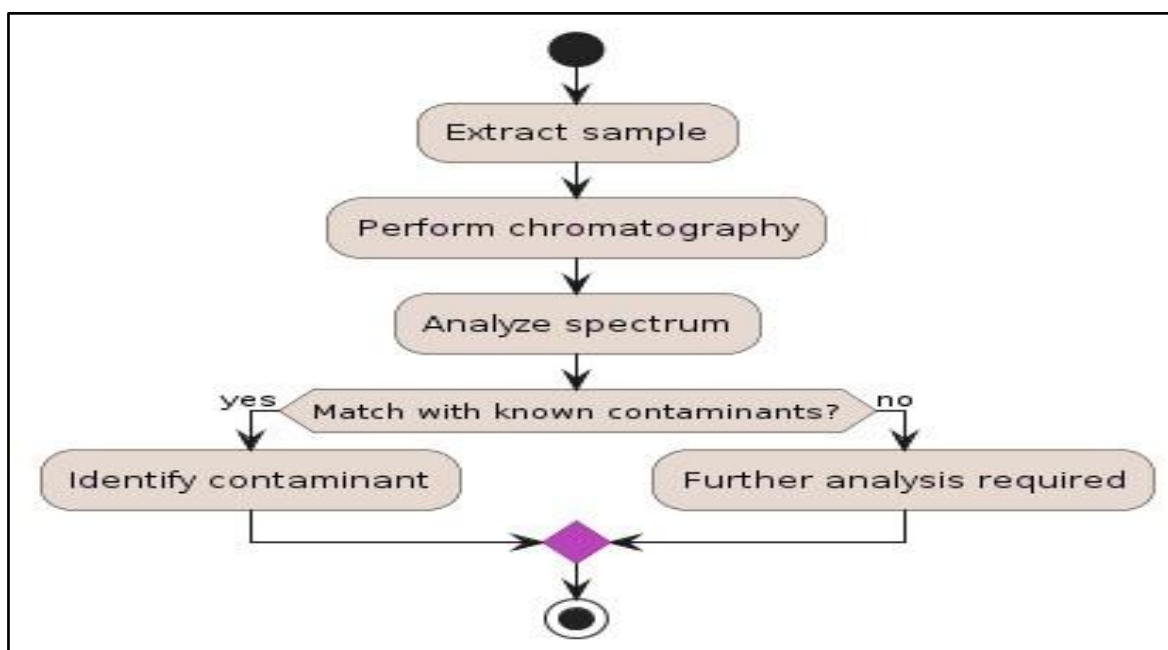 Extract sample
Perform chromatography
Analyze spectrum
yes
Match with known contaminants?
no
Identify contaminant
Further analysis required